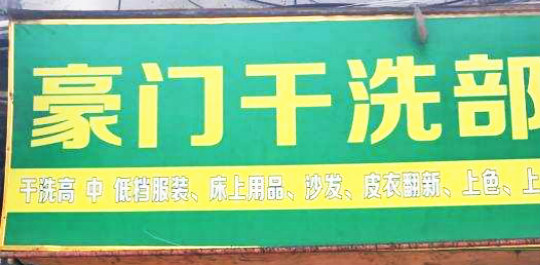 豪门干洗部
干洗高 中 低档服装、床上用品、沙发、皮衣翻新、上色、上